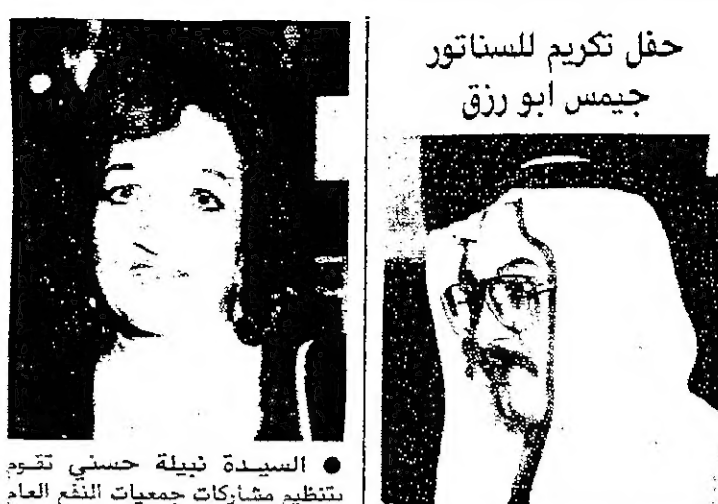 حفل تكريم للسناتور
جيمس ابو رزق
● السيدة نبيلة حسني تقوم
بتنظيم مشاركات جمعيات النفع العام